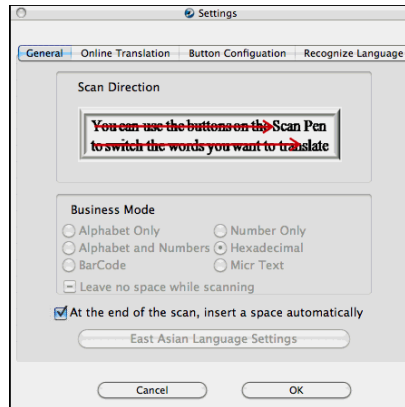 Settings
General Online Translation Button Configuation Recognize Language
Scan Direction
You can use the buttons on the Scan Pen
to switch the words you want to translate
Business Mode
Alphabet Only Number Only
Alphabet and Numbers Hexadecimal
BarCode Micr Text
Leave no space while scanning
At the end of the scan, insert a space automatically
East Asian Language Settings
Cancel OK